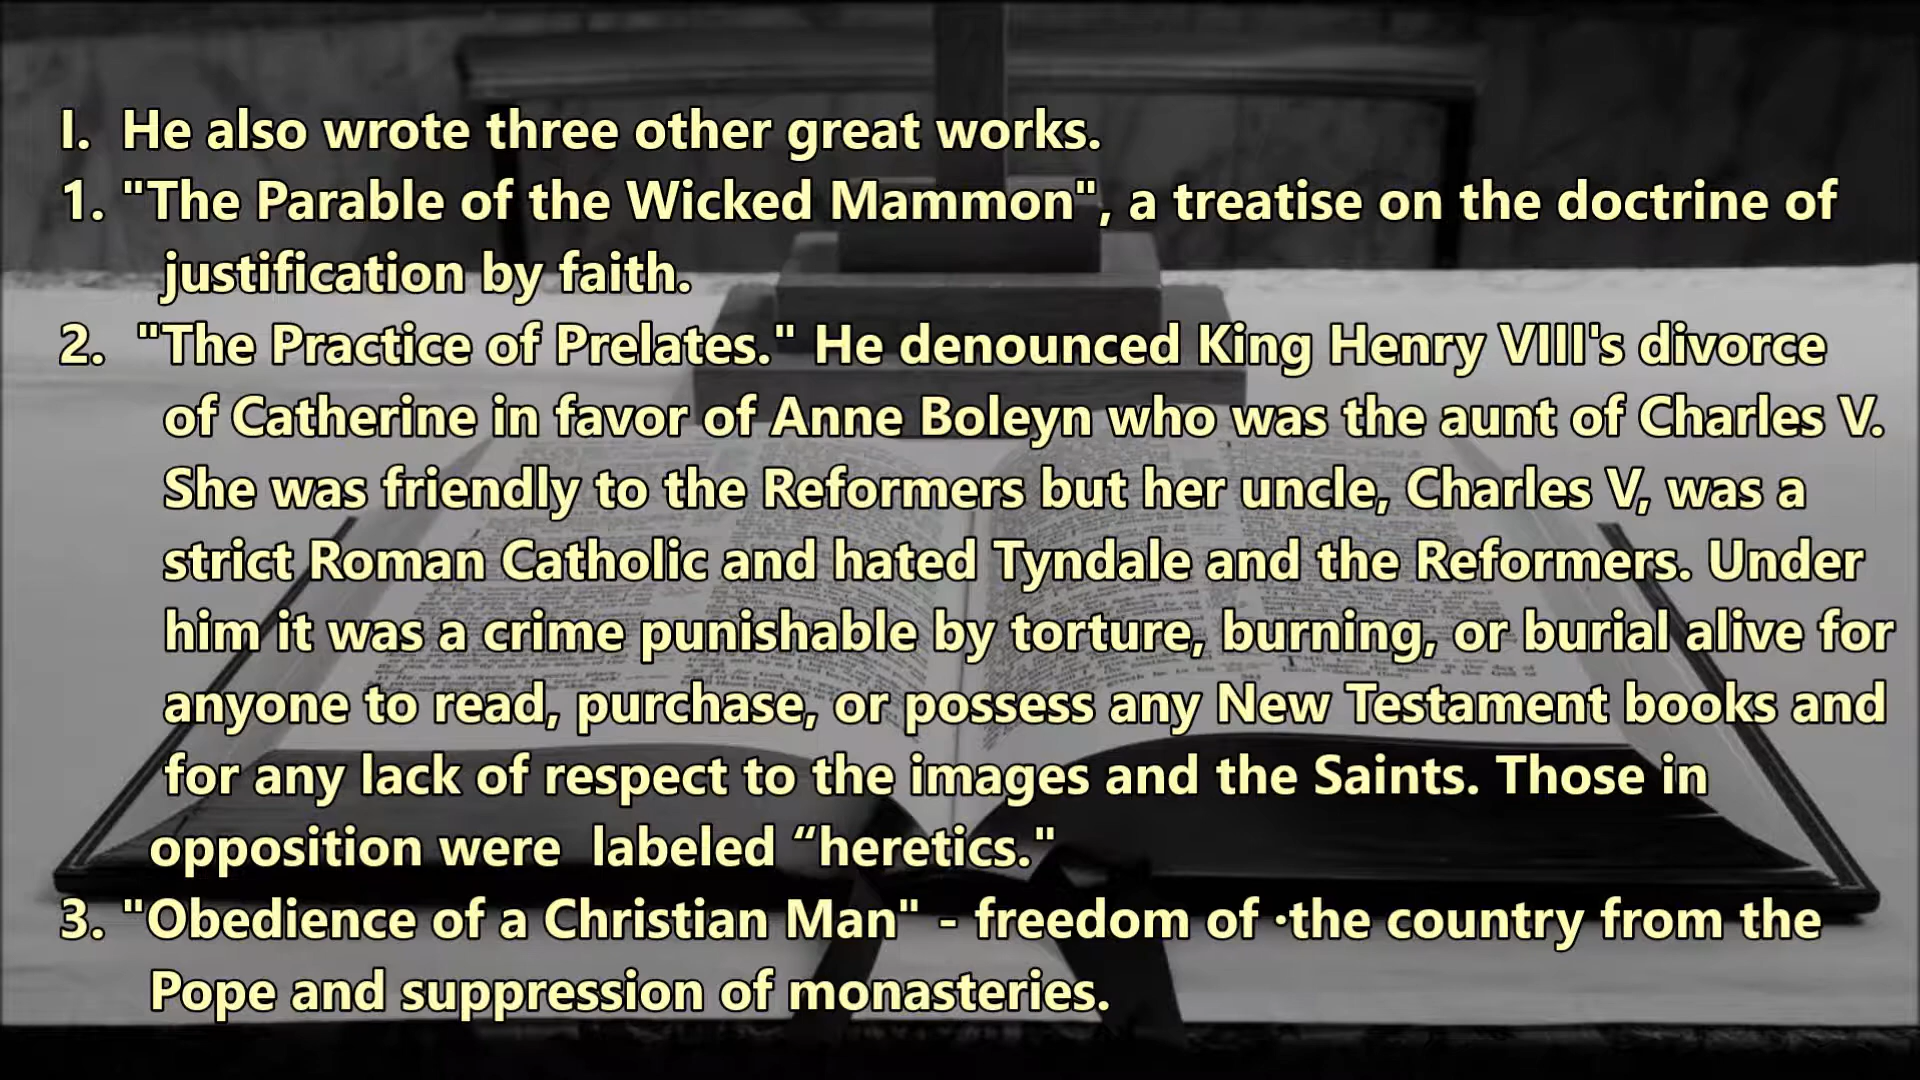 I. He also wrote three other great works.
1. "The Parable of the Wicked Mammon", a treatise on the doctrine of
justification by faith.
2. "The Practice of Prelates." He denounced King Henry VIII's divorce
of Catherine in favor of Anne Boleyn who was the aunt of Charles V.
She was friendly to the Reformers but her uncle, Charles V, was a
strict Roman Catholic and hated Tyndale and the Reformers. Under
him it was a crime punishable by torture, burning, or burial alive for
anyone to read, purchase, or possess any New Testament books and
for any lack of respect to the images and the Saints. Those in
opposition were labeled “heretics."
3. "Obedience of a Christian Man" - freedom of ·the country from the
Pope and suppression of monasteries.